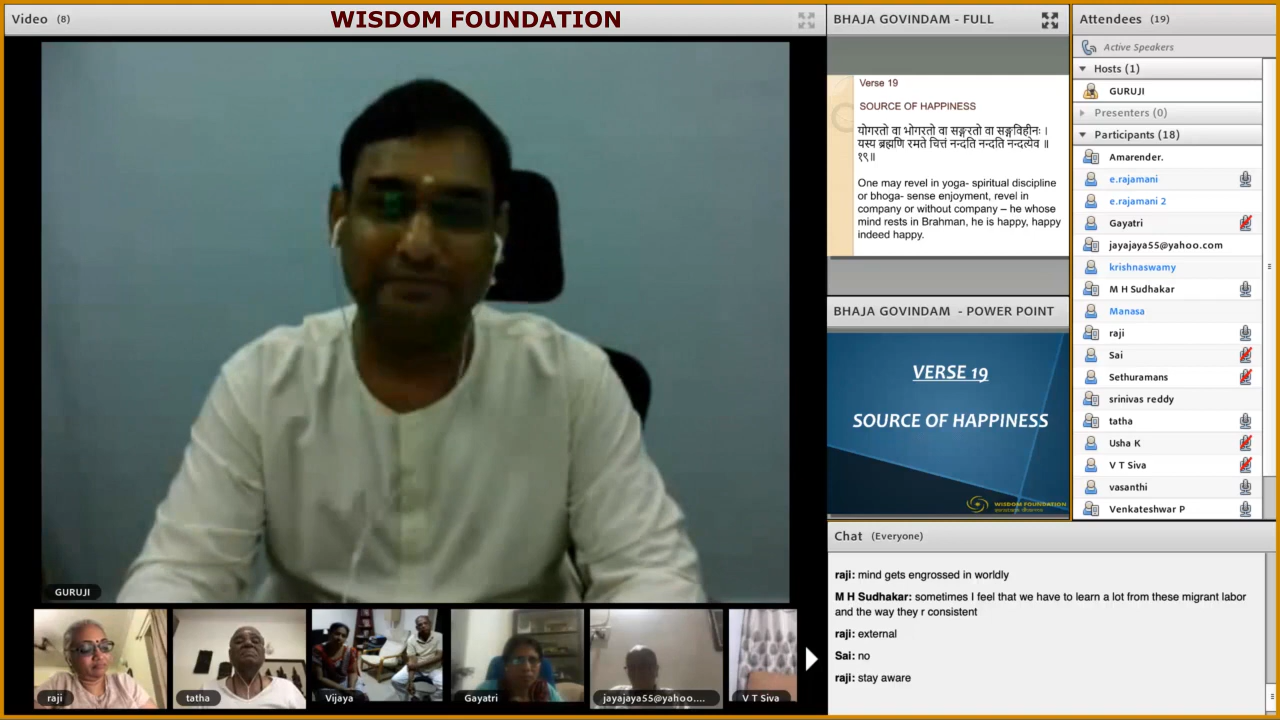 Video (8)
WISDOM FOUNDATION
GURUJI
raji
tatha
Vijaya
Gayatri
jayajaya55@yahoo....
V T Siva
BHAJA GOVINDAM - FULL
Verse 19
SOURCE OF HAPPINESS
योगरतो वा भोगरतो वा सङ्गरतो वा सङ्गविहीनः ।
यस्य ब्रह्मणि रमते चित्तं नन्दति नन्दति नन्दत्येव ॥
१९॥
One may revel in yoga- spiritual discipline
or bhoga- sense enjoyment, revel in
company or without company – he whose
mind rests in Brahman, he is happy, happy
indeed happy.
BHAJA GOVINDAM - POWER POINT
VERSE 19
SOURCE OF HAPPINESS
WISDOM FOUNDATION
Attendees (19)
Active Speakers
Hosts (1)
GURUJI
Presenters (0)
Participants (18)
Amarender.
e.rajamani
e.rajamani 2
Gayatri
jayajaya55@yahoo.com
krishnaswamy
M H Sudhakar
Manasa
raji
Sai
Sethuramans
srinivas reddy
tatha
Usha K
V T Siva
vasanthi
Venkateshwar P
Chat (Everyone)
raji: mind gets engrossed in worldly
M H Sudhakar: sometimes I feel that we have to learn a lot from these migrant labor
and the way they r consistent
raji: external
Sai: no
raji: stay aware